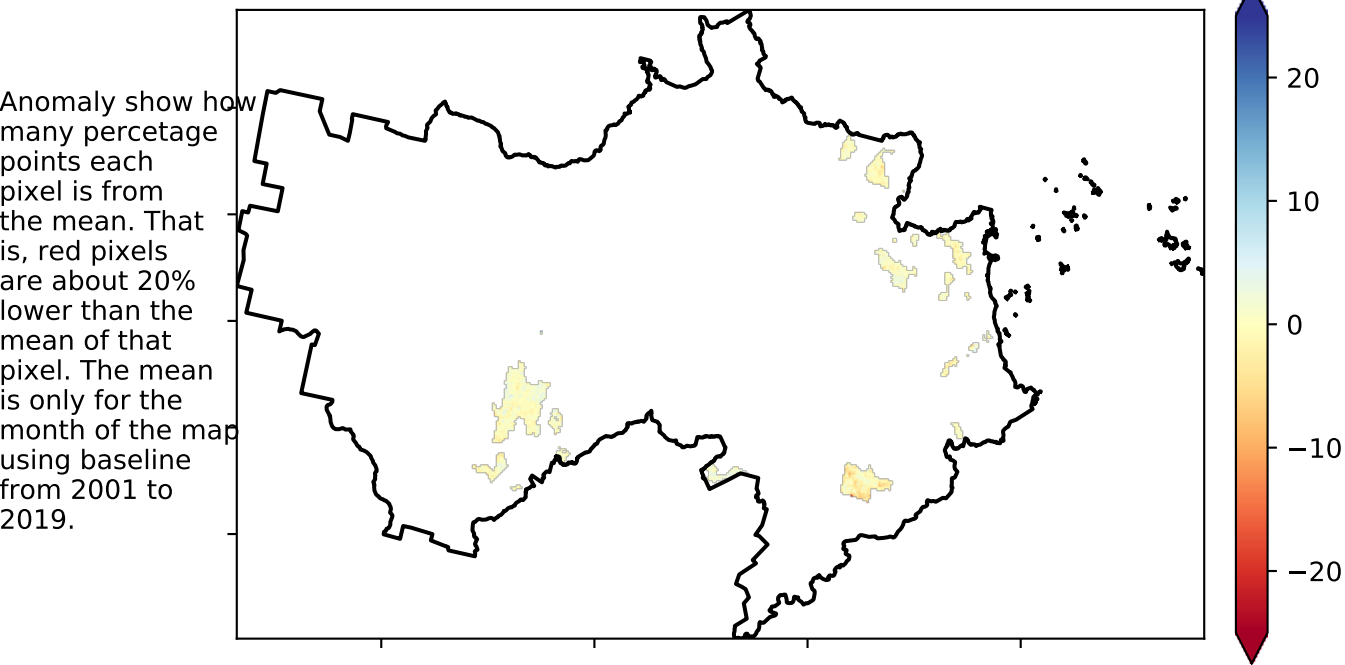 Anomaly show how
many percetage
points each
pixel is from
the mean. That
is, red pixels
are about 20%
lower than the
mean of that
pixel. The mean
is only for the
month of the map
using baseline
from 2001 to
2019.
20
10
0
−10
−20